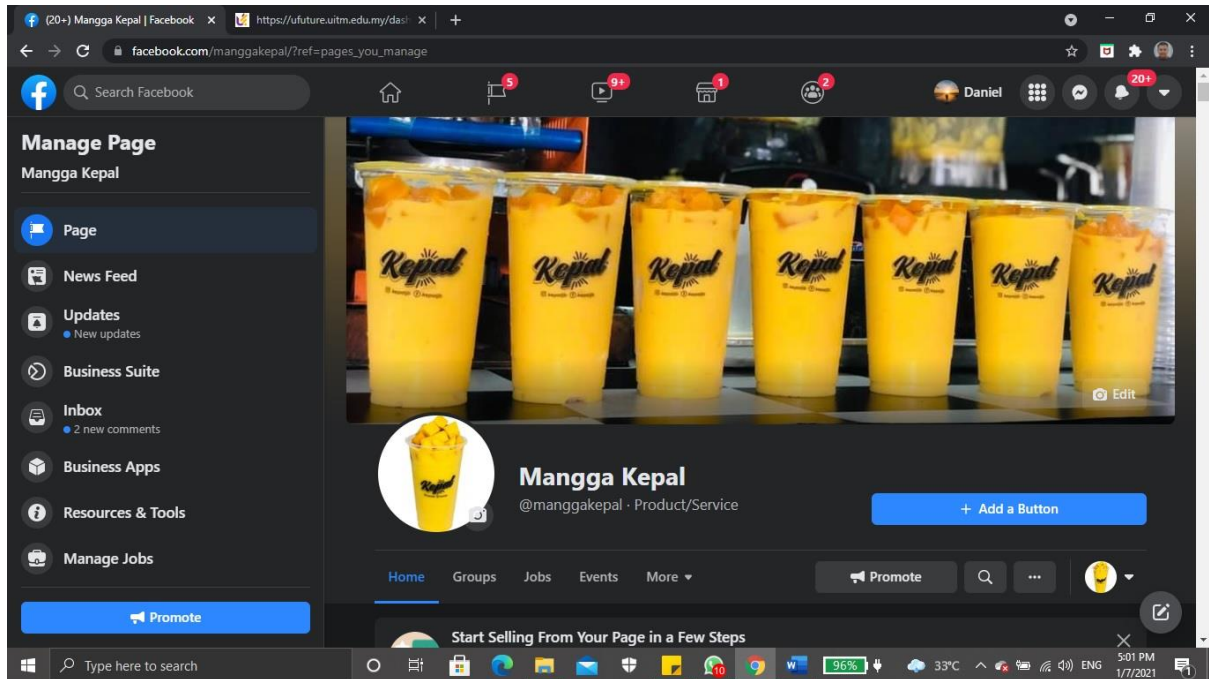 (20+) Mangga Kepal | Facebook
https://ufuture.uitm.edu.my/dash
facebook.com/manggakepal/?ref=pages_you_manage
Search Facebook
5
9+
1
2
Daniel
20+
Manage Page
Mangga Kepal
Page
News Feed
Updates
New updates
Business Suite
Inbox
2 new comments
Business Apps
Resources & Tools
Manage Jobs
Promote
Kepal Kepal Kepal Kepal Kepal Kepal Kepal
Edit
Kepal
Mangga Kepal
@manggakepal · Product/Service
+ Add a Button
Home Groups Jobs Events More
Promote
Start Selling From Your Page in a Few Steps
Type here to search
10
96%
33°C
ENG
5:01 PM
1/7/2021
1